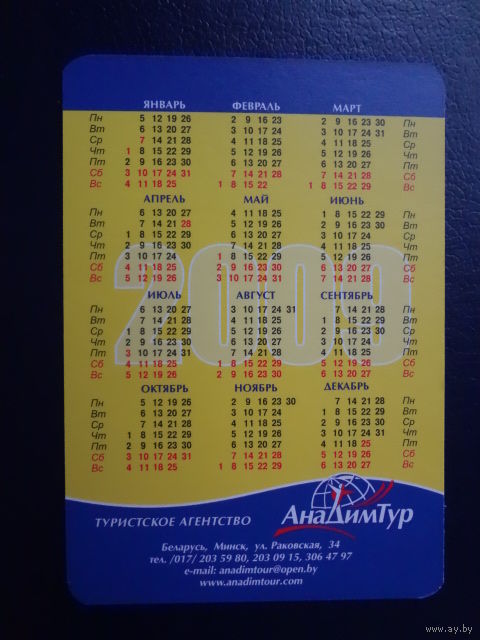 ЯНВАРЬ ФЕВРАЛЬ МАРТ
Пн 5 12 19 26 2 9 16 23 2 9 16 23 30 Пн
Вт 6 13 20 27 3 10 17 24 3 10 17 24 31 Вт
Ср 7 14 21 28 4 11 18 25 4 11 18 25 Ср
Чт 1 8 15 22 29 5 12 19 26 5 12 19 26 Чт
Пт 2 9 16 23 30 6 13 20 27 6 13 20 27 Пт
Сб 3 10 17 24 31 7 14 21 28 7 14 21 28 Сб
Вс 4 11 18 25 1 8 15 22 1 8 15 22 29 Вс
АПРЕЛЬ МАЙ ИЮНЬ
Пн 6 13 20 27 4 11 18 25 1 8 15 22 29 Пн
Вт 7 14 21 28 5 12 19 26 2 9 16 23 30 Вт
Ср 1 8 15 22 29 6 13 20 27 3 10 17 24 Ср
Чт 2 9 16 23 30 7 14 21 28 4 11 18 25 Чт
Пт 3 10 17 24 1 8 15 22 29 5 12 19 26 Пт
Сб 4 11 18 25 2 9 16 23 30 6 13 20 27 Сб
Вс 5 12 19 26 3 10 17 24 31 7 14 21 28 Вс
2009
ИЮЛЬ АВГУСТ СЕНТЯБРЬ
Пн 6 13 20 27 3 10 17 24 31 7 14 21 28 Пн
Вт 7 14 21 28 4 11 18 25 1 8 15 22 29 Вт
Ср 1 8 15 22 29 5 12 19 26 2 9 16 23 30 Ср
Чт 2 9 16 23 30 6 13 20 27 3 10 17 24 Чт
Пт 3 10 17 24 31 7 14 21 28 4 11 18 25 Пт
Сб 4 11 18 25 1 8 15 22 29 5 12 19 26 Сб
Вс 5 12 19 26 2 9 16 23 30 6 13 20 27 Вс
ОКТЯБРЬ НОЯБРЬ ДЕКАБРЬ
Пн 5 12 19 26 2 9 16 23 30 7 14 21 28 Пн
Вт 6 13 20 27 3 10 17 24 1 8 15 22 29 Вт
Ср 7 14 21 28 4 11 18 25 2 9 16 23 30 Ср
Чт 1 8 15 22 29 5 12 19 26 3 10 17 24 31 Чт
Пт 2 9 16 23 30 6 13 20 27 4 11 18 25 Пт
Сб 3 10 17 24 31 7 14 21 28 5 12 19 26 Сб
Вс 4 11 18 25 1 8 15 22 29 6 13 20 27 Вс
ТУРИСТСКОЕ АГЕНТСТВО АнаДимТур
Беларусь, Минск, ул. Раковская, 34
тел. /017/ 203 59 80, 203 09 15, 306 47 97
e-mail: anadimtour@open.by
www.anadimtour.com
www.ay.by